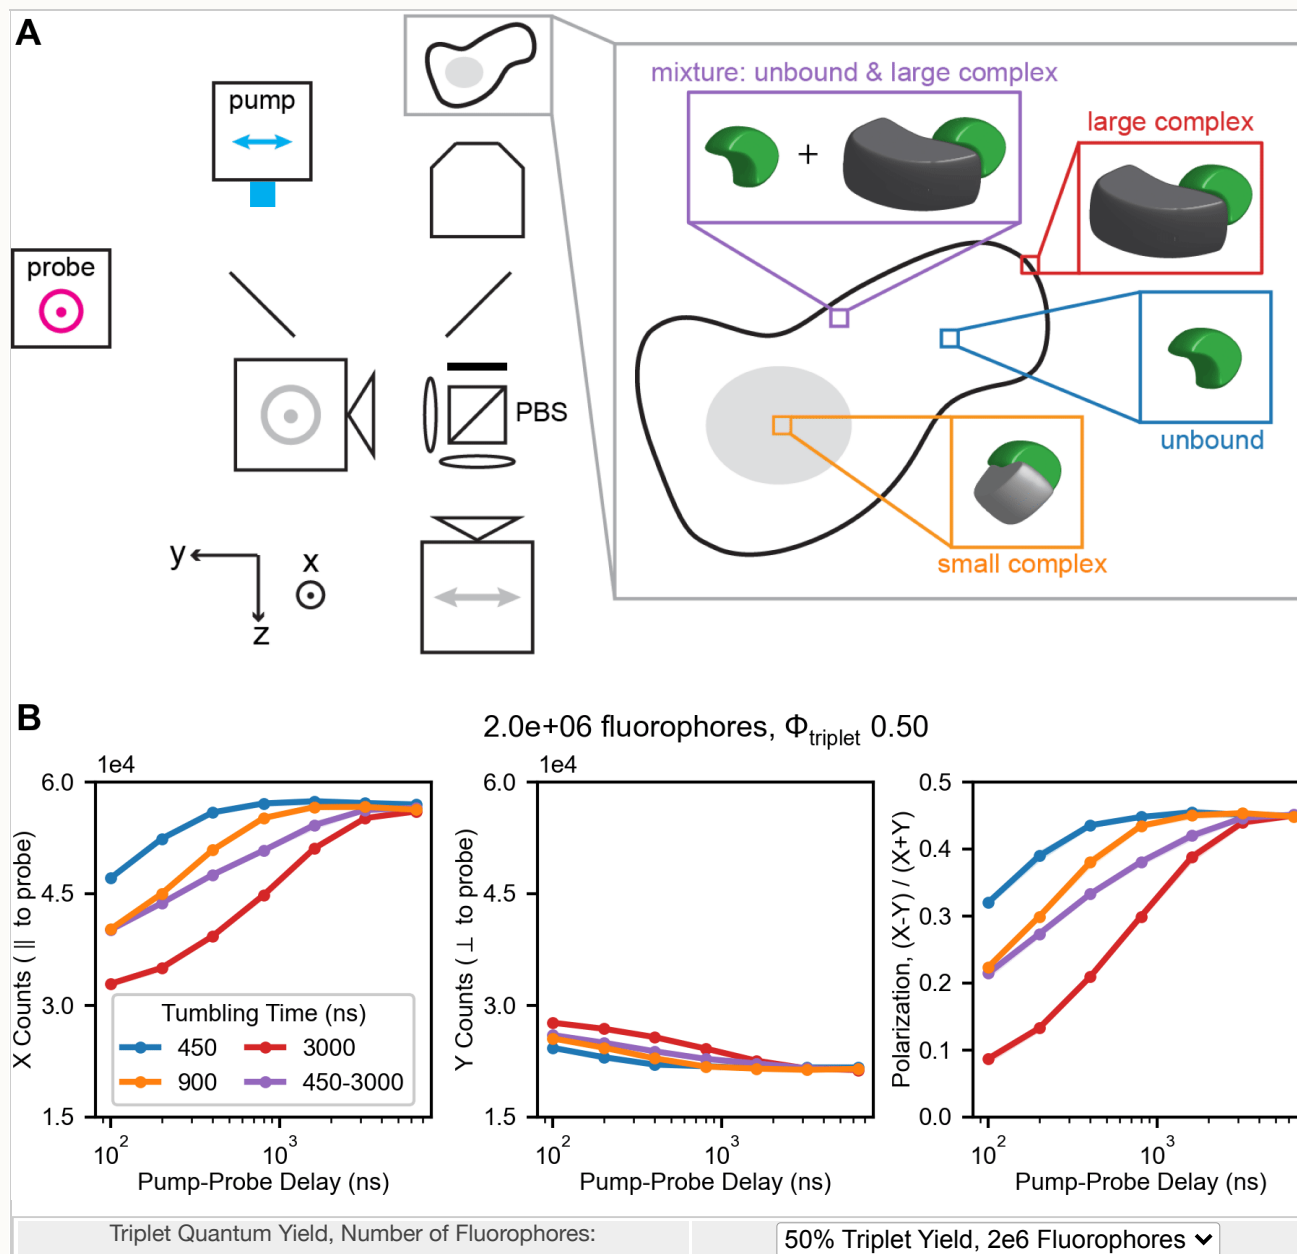 A
pump
probe
PBS
y
x
z
mixture: unbound & large complex
+
large complex
unbound
small complex
B
2.0e+06 fluorophores, Φtriplet 0.50
1e4
6.0
4.5
3.0
1.5
X Counts ( || to probe)
Tumbling Time (ns)
450
3000
900
450-3000
10²
10³
Pump-Probe Delay (ns)
1e4
6.0
4.5
3.0
1.5
Y Counts ( ⊥ to probe)
10²
10³
Pump-Probe Delay (ns)
0.5
0.4
0.3
0.2
0.1
0.0
Polarization, (X-Y) / (X+Y)
10²
10³
Pump-Probe Delay (ns)
Triplet Quantum Yield, Number of Fluorophores:
50% Triplet Yield, 2e6 Fluorophores